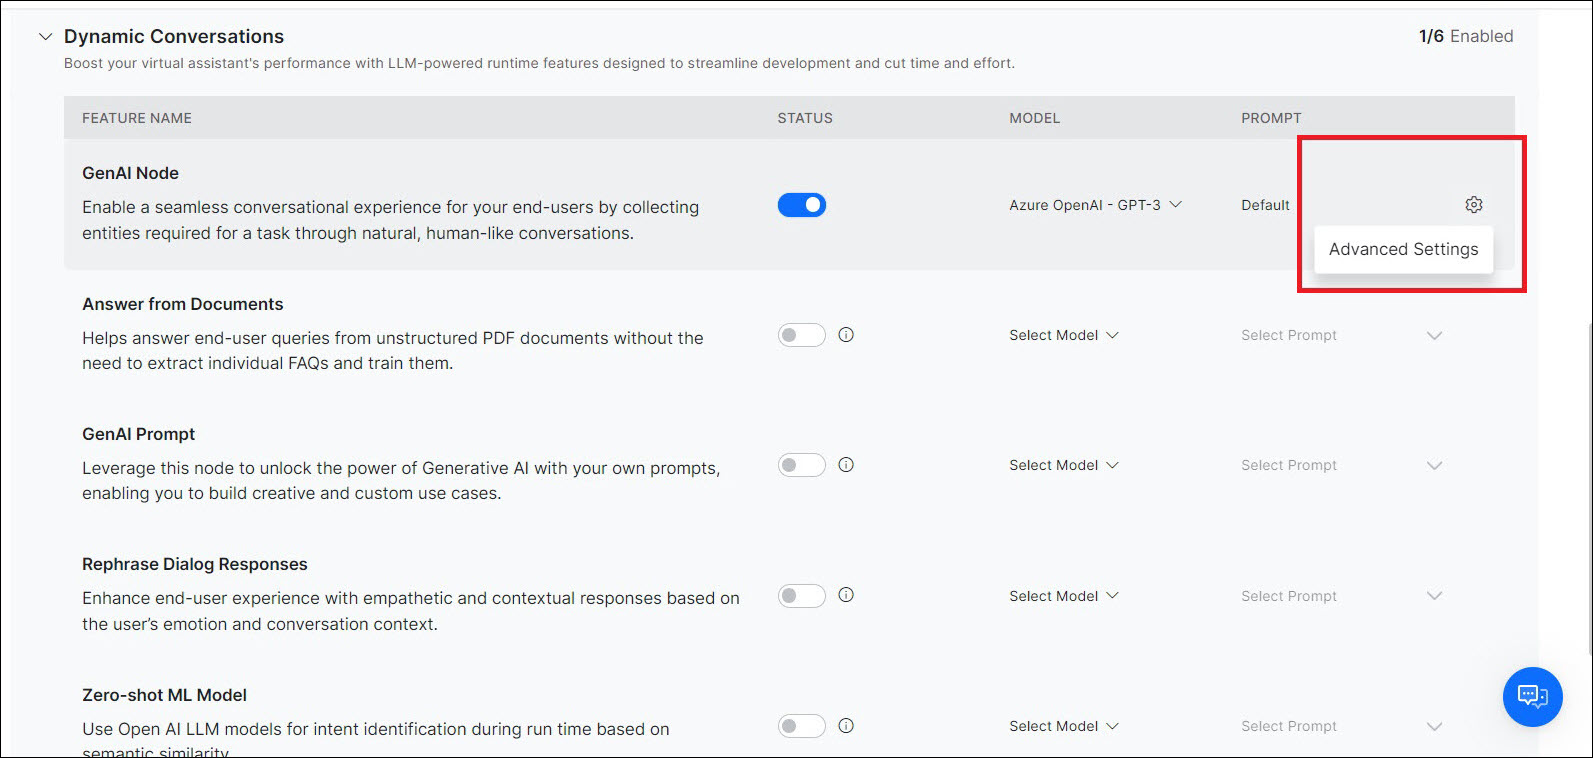 Dynamic Conversations
1/6 Enabled
Boost your virtual assistant's performance with LLM-powered runtime features designed to streamline development and cut time and effort.
FEATURE NAME STATUS MODEL PROMPT
GenAI Node
Enable a seamless conversational experience for your end-users by collecting
entities required for a task through natural, human-like conversations.
Azure OpenAI - GPT-3
Default
Advanced Settings
Answer from Documents
Helps answer end-user queries from unstructured PDF documents without the
need to extract individual FAQs and train them.
Select Model
Select Prompt
GenAI Prompt
Leverage this node to unlock the power of Generative AI with your own prompts,
enabling you to build creative and custom use cases.
Select Model
Select Prompt
Rephrase Dialog Responses
Enhance end-user experience with empathetic and contextual responses based on
the user’s emotion and conversation context.
Select Model
Select Prompt
Zero-shot ML Model
Use Open AI LLM models for intent identification during run time based on
semantic similarity.
Select Model
Select Prompt